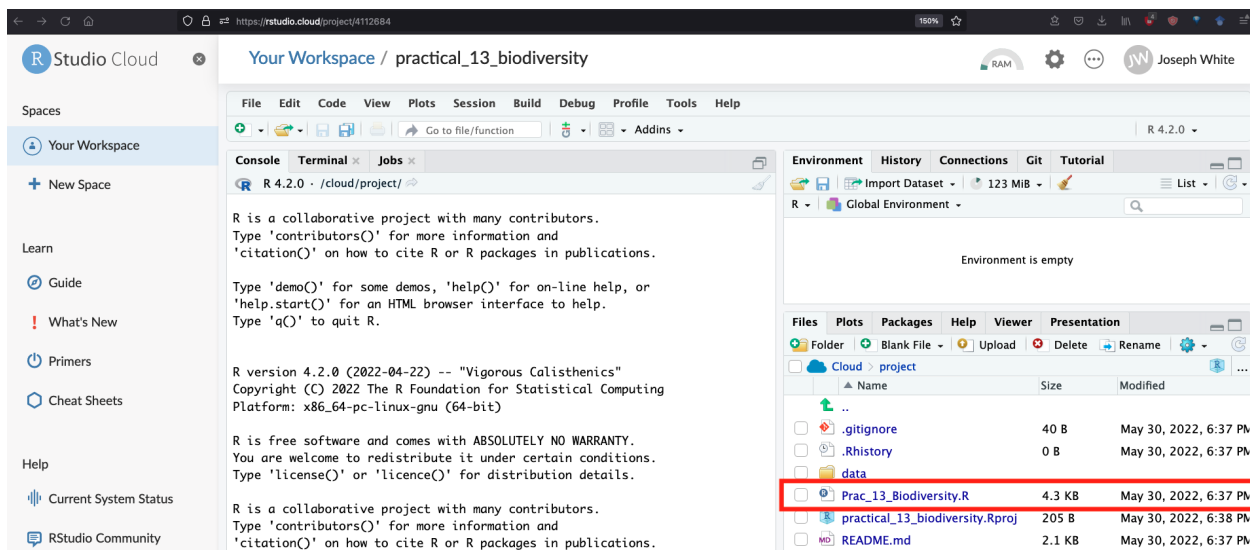 https://rstudio.cloud/project/4112684
150%
R Studio Cloud
Your Workspace / practical_13_biodiversity
RAM
JW
Joseph White
Spaces
Your Workspace
New Space
Learn
Guide
What's New
Primers
Cheat Sheets
Help
Current System Status
RStudio Community
File Edit Code View Plots Session Build Debug Profile Tools Help
Go to file/function
Addins
R 4.2.0
Console Terminal Jobs
R 4.2.0 · /cloud/project/
R is a collaborative project with many contributors.
Type 'contributors()' for more information and
'citation()' on how to cite R or R packages in publications.
Type 'demo()' for some demos, 'help()' for on-line help, or
'help.start()' for an HTML browser interface to help.
Type 'q()' to quit R.
R version 4.2.0 (2022-04-22) -- "Vigorous Calisthenics"
Copyright (C) 2022 The R Foundation for Statistical Computing
Platform: x86_64-pc-linux-gnu (64-bit)
R is free software and comes with ABSOLUTELY NO WARRANTY.
You are welcome to redistribute it under certain conditions.
Type 'license()' or 'licence()' for distribution details.
R is a collaborative project with many contributors.
Type 'contributors()' for more information and
'citation()' on how to cite R or R packages in publications.
Environment History Connections Git Tutorial
Import Dataset 123 MiB List
R Global Environment
Environment is empty
Files Plots Packages Help Viewer Presentation
Folder Blank File Upload Delete Rename
Cloud > project
Name Size Modified
..
.gitignore 40 B May 30, 2022, 6:37 PM
.Rhistory 0 B May 30, 2022, 6:37 PM
data
Prac_13_Biodiversity.R 4.3 KB May 30, 2022, 6:37 PM
practical_13_biodiversity.Rproj 205 B May 30, 2022, 6:38 PM
README.md 2.1 KB May 30, 2022, 6:37 PM